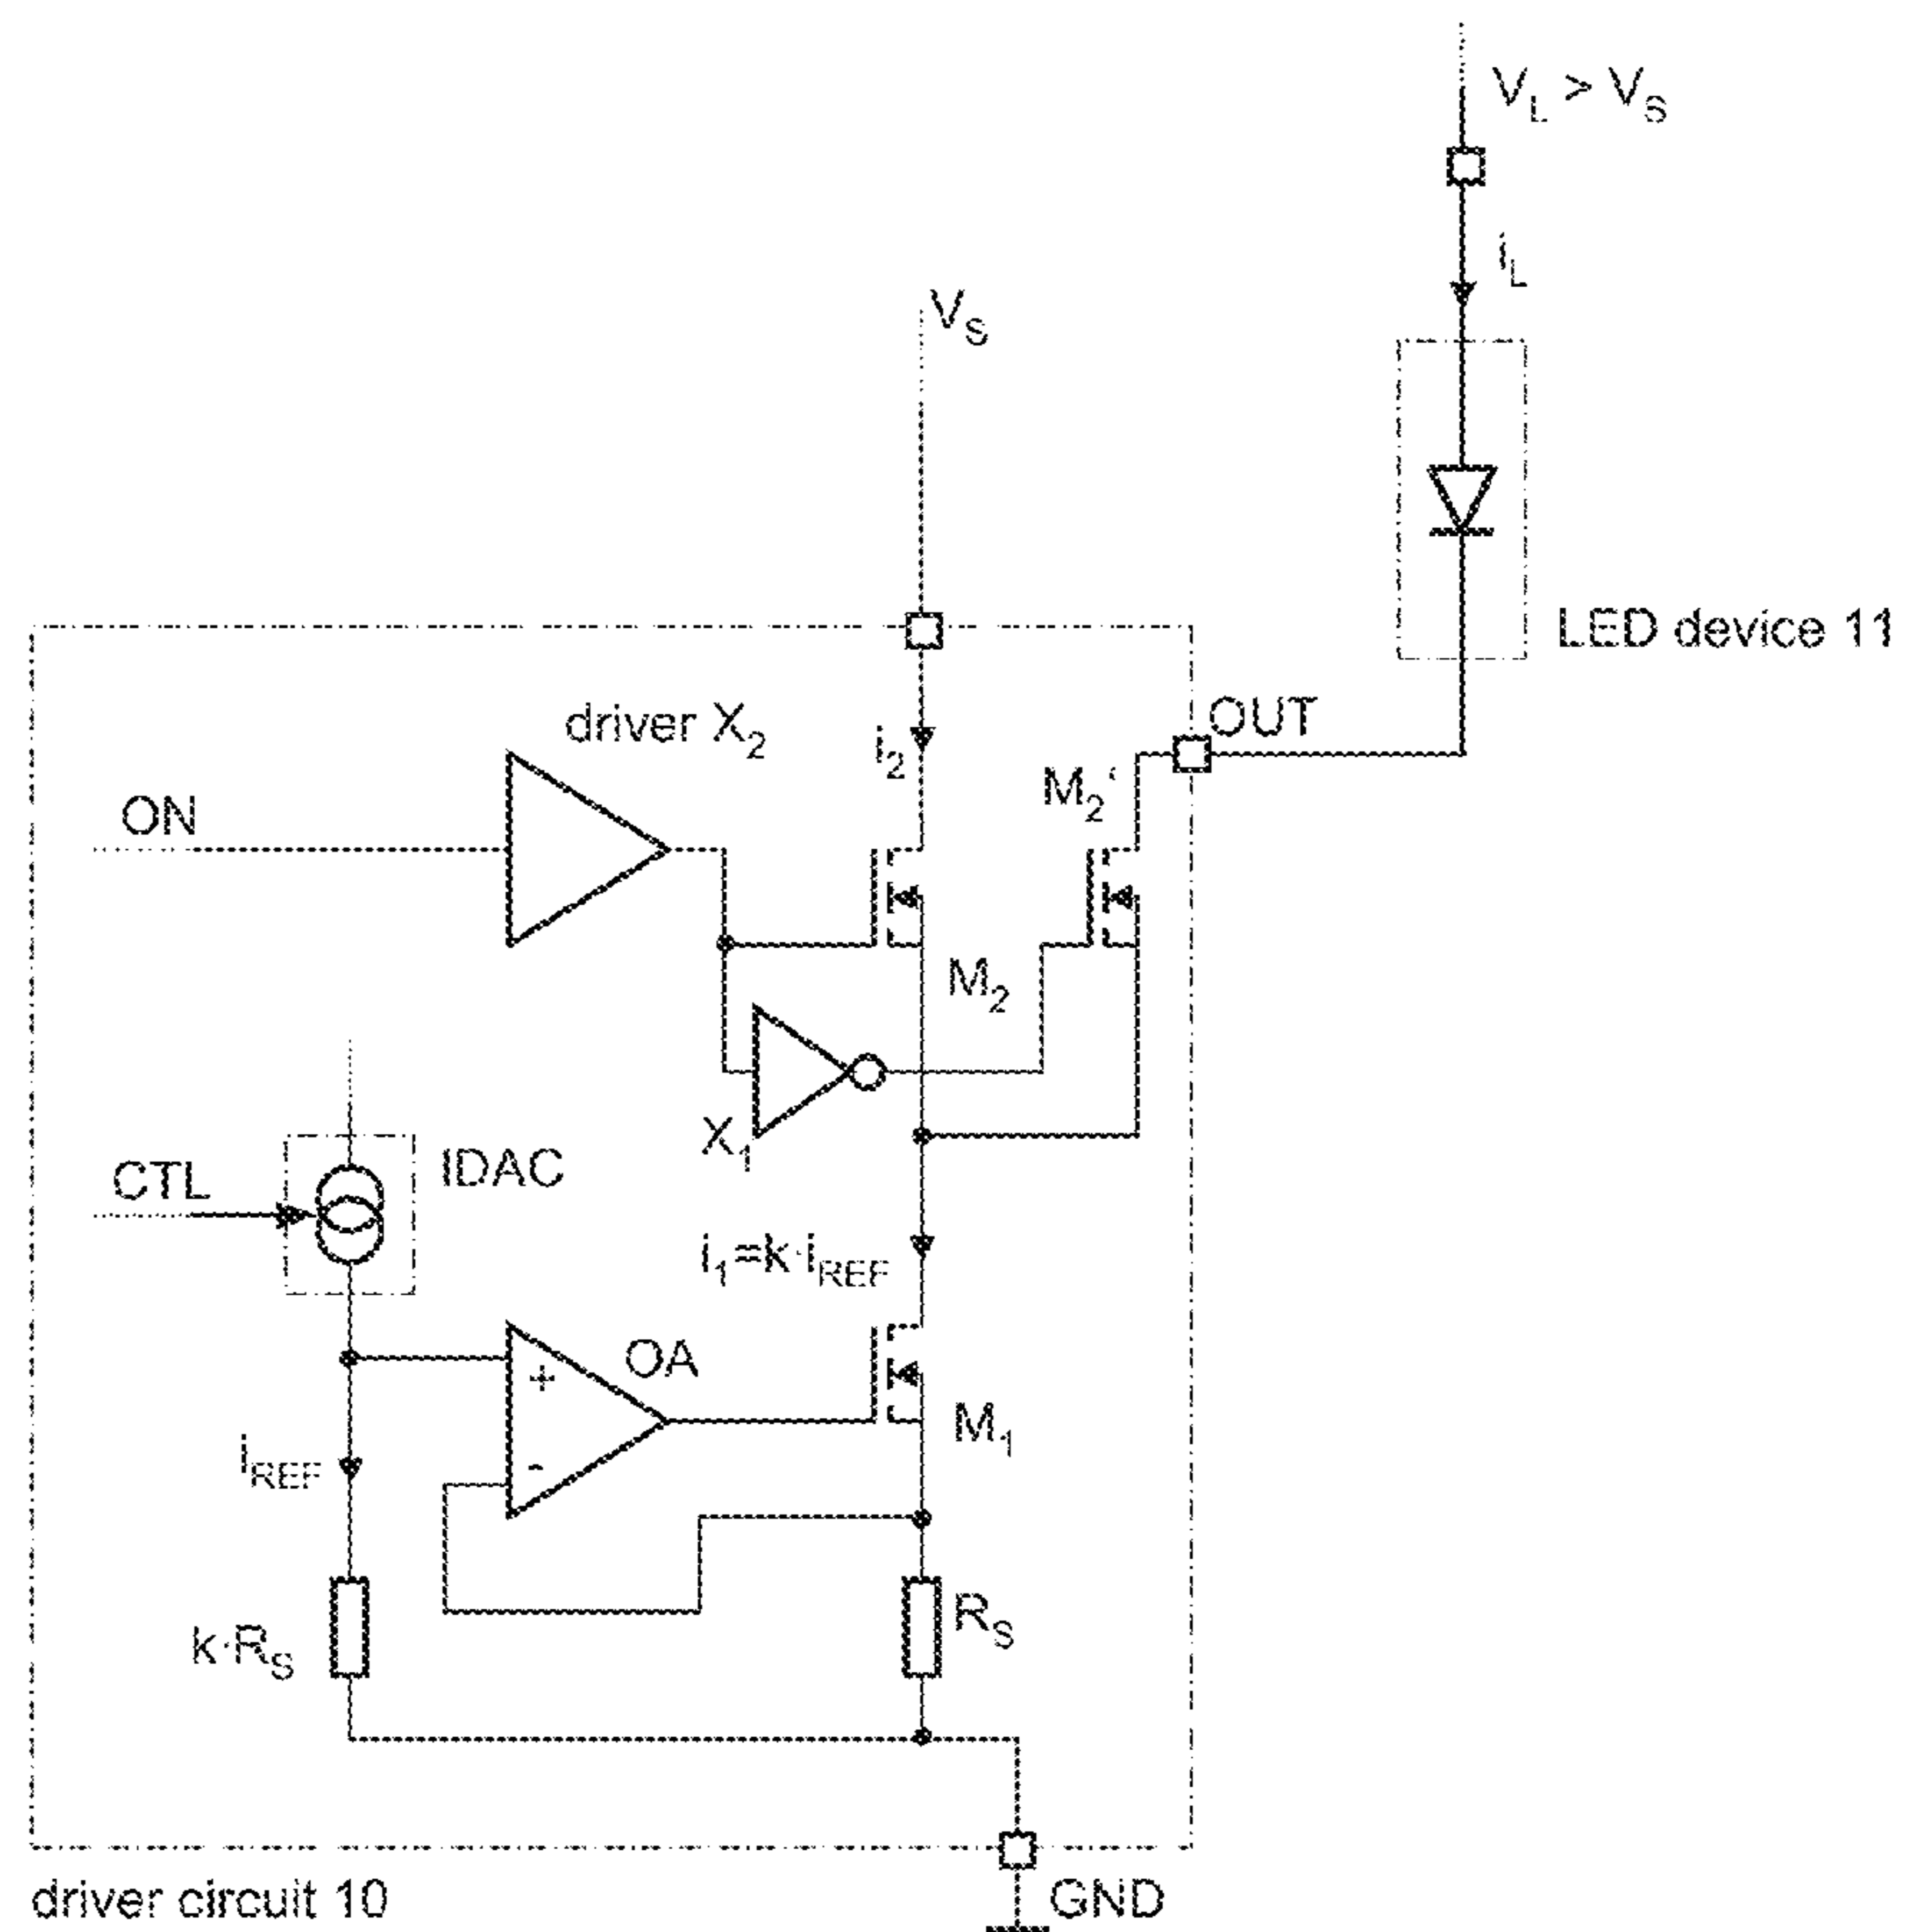 V_L > V_S
i_L
V_S
LED device 11
driver X_2
i_2
OUT
M_2'
ON
M_2
X_1
IDAC
CTL
i_1=k·i_REF
+
OA
-
M_1
i_REF
k·R_S
R_S
driver circuit 10
GND